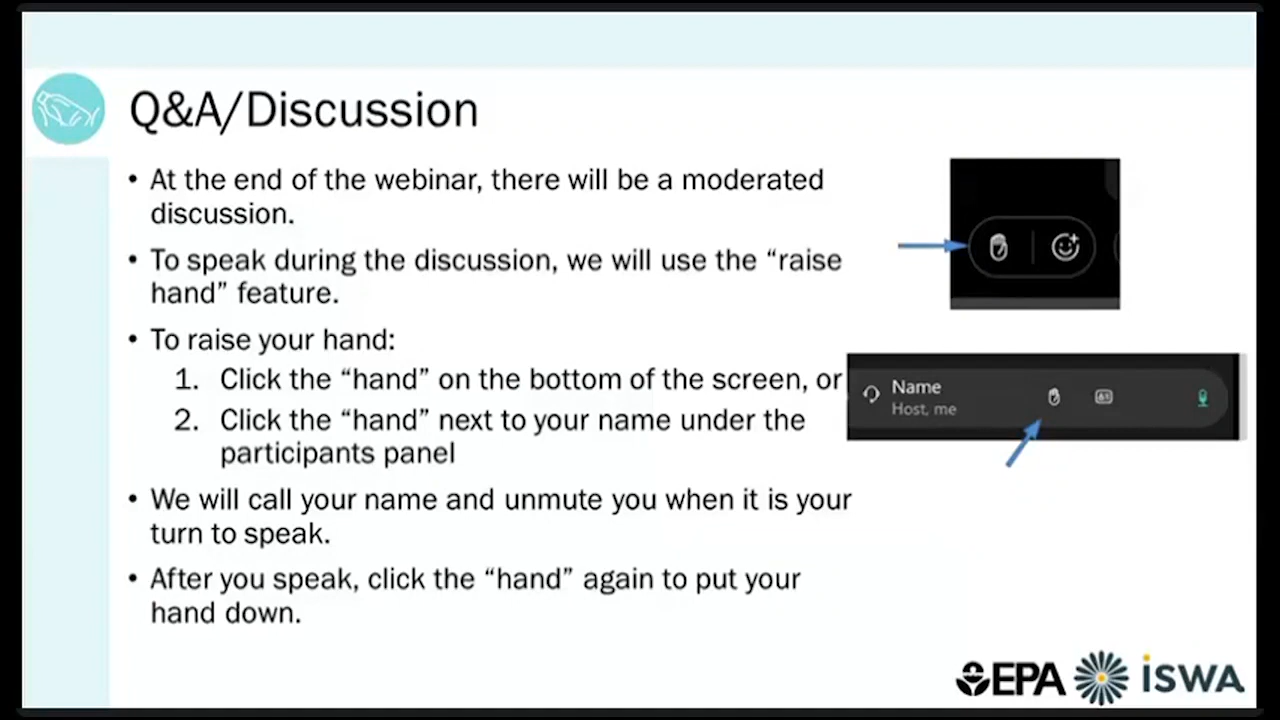 Q&A/Discussion
• At the end of the webinar, there will be a moderated
discussion.
• To speak during the discussion, we will use the “raise
hand” feature.
• To raise your hand:
1. Click the “hand” on the bottom of the screen, or
2. Click the “hand” next to your name under the
participants panel
• We will call your name and unmute you when it is your
turn to speak.
• After you speak, click the “hand” again to put your
hand down.
Name
Host, me
EPA
iSWA